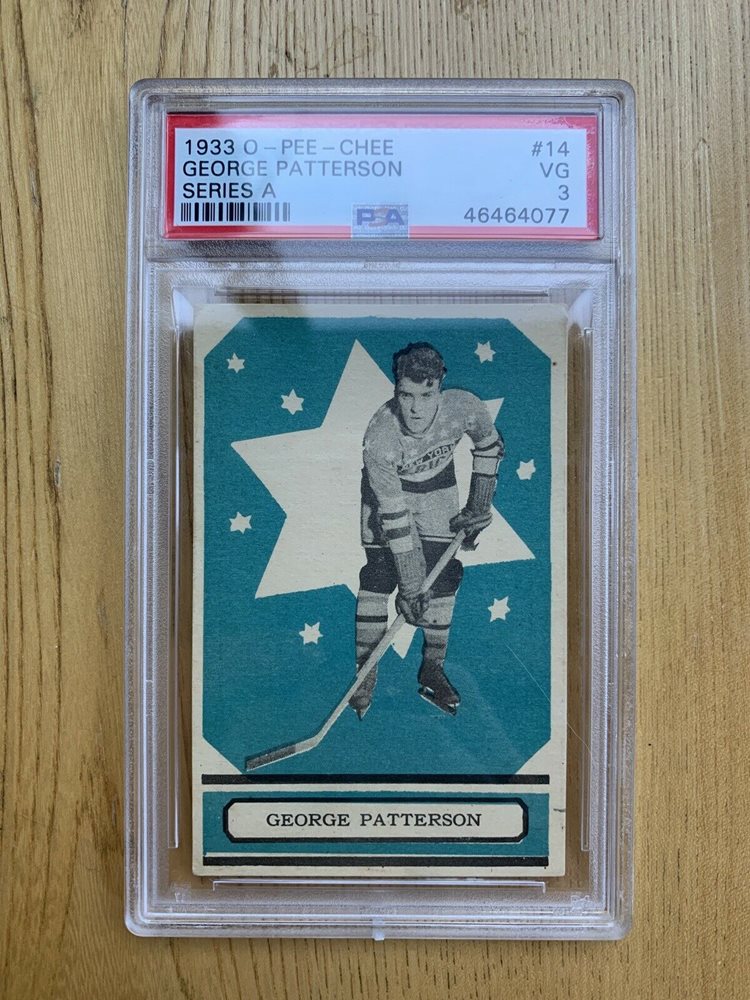 1933 O-PEE-CHEE #14
GEORGE PATTERSON VG
SERIES A 3
PSA 46464077
NEW YORK
GEORGE PATTERSON